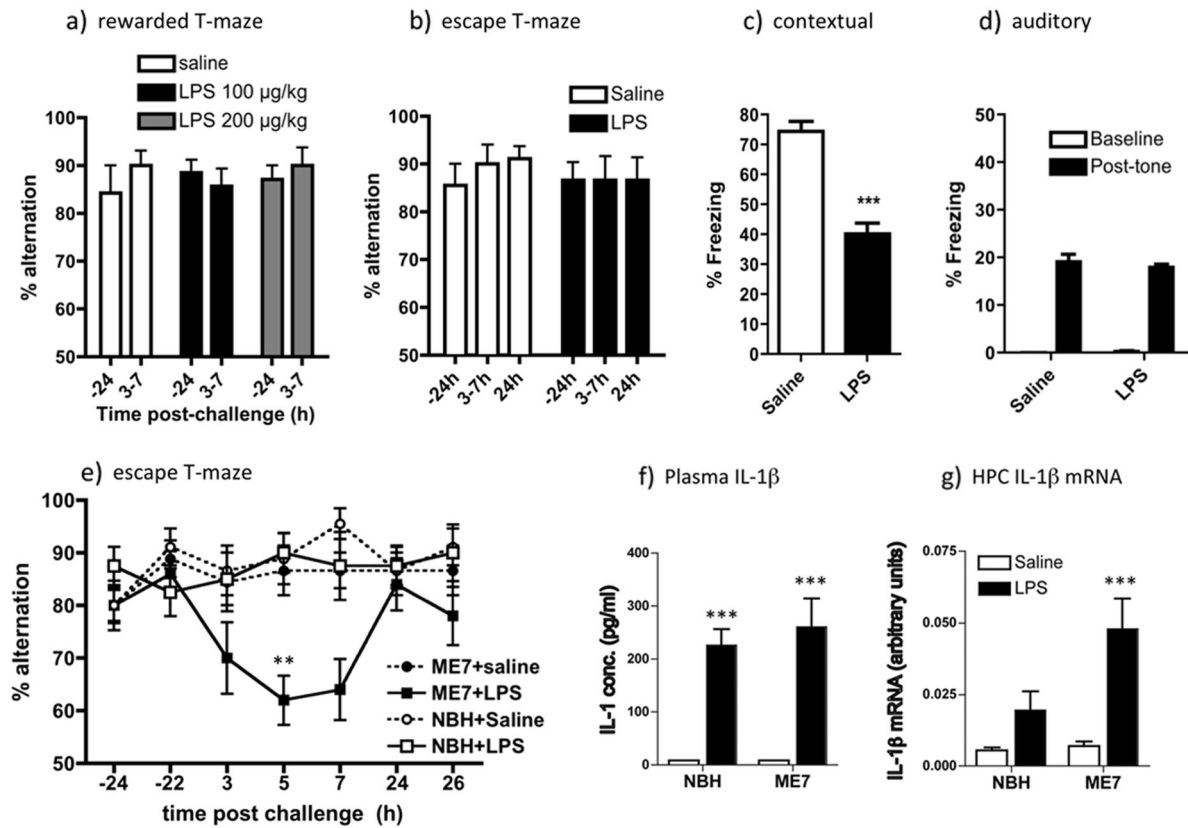 a) rewarded T-maze
saline
LPS 100 µg/kg
LPS 200 µg/kg
% alternation
100
90
80
70
60
50
-24
3-7
-24
3-7
-24
3-7
Time post-challenge (h)
b) escape T-maze
Saline
LPS
% alternation
100
90
80
70
60
50
-24h
3-7h
24h
-24h
3-7h
24h
c) contextual
% Freezing
80
70
60
50
40
30
20
10
0
***
Saline
LPS
d) auditory
Baseline
Post-tone
% Freezing
50
40
30
20
10
0
Saline
LPS
e) escape T-maze
% alternation
100
90
80
70
60
50
**
ME7+saline
ME7+LPS
NBH+Saline
NBH+LPS
-24
-22
3
5
7
24
26
time post challenge (h)
f) Plasma IL-1β
IL-1 conc. (pg/ml)
400
300
200
100
0
***
***
NBH
ME7
g) HPC IL-1β mRNA
Saline
LPS
IL-1β mRNA (arbitrary units)
0.075
0.050
0.025
0.000
***
NBH
ME7